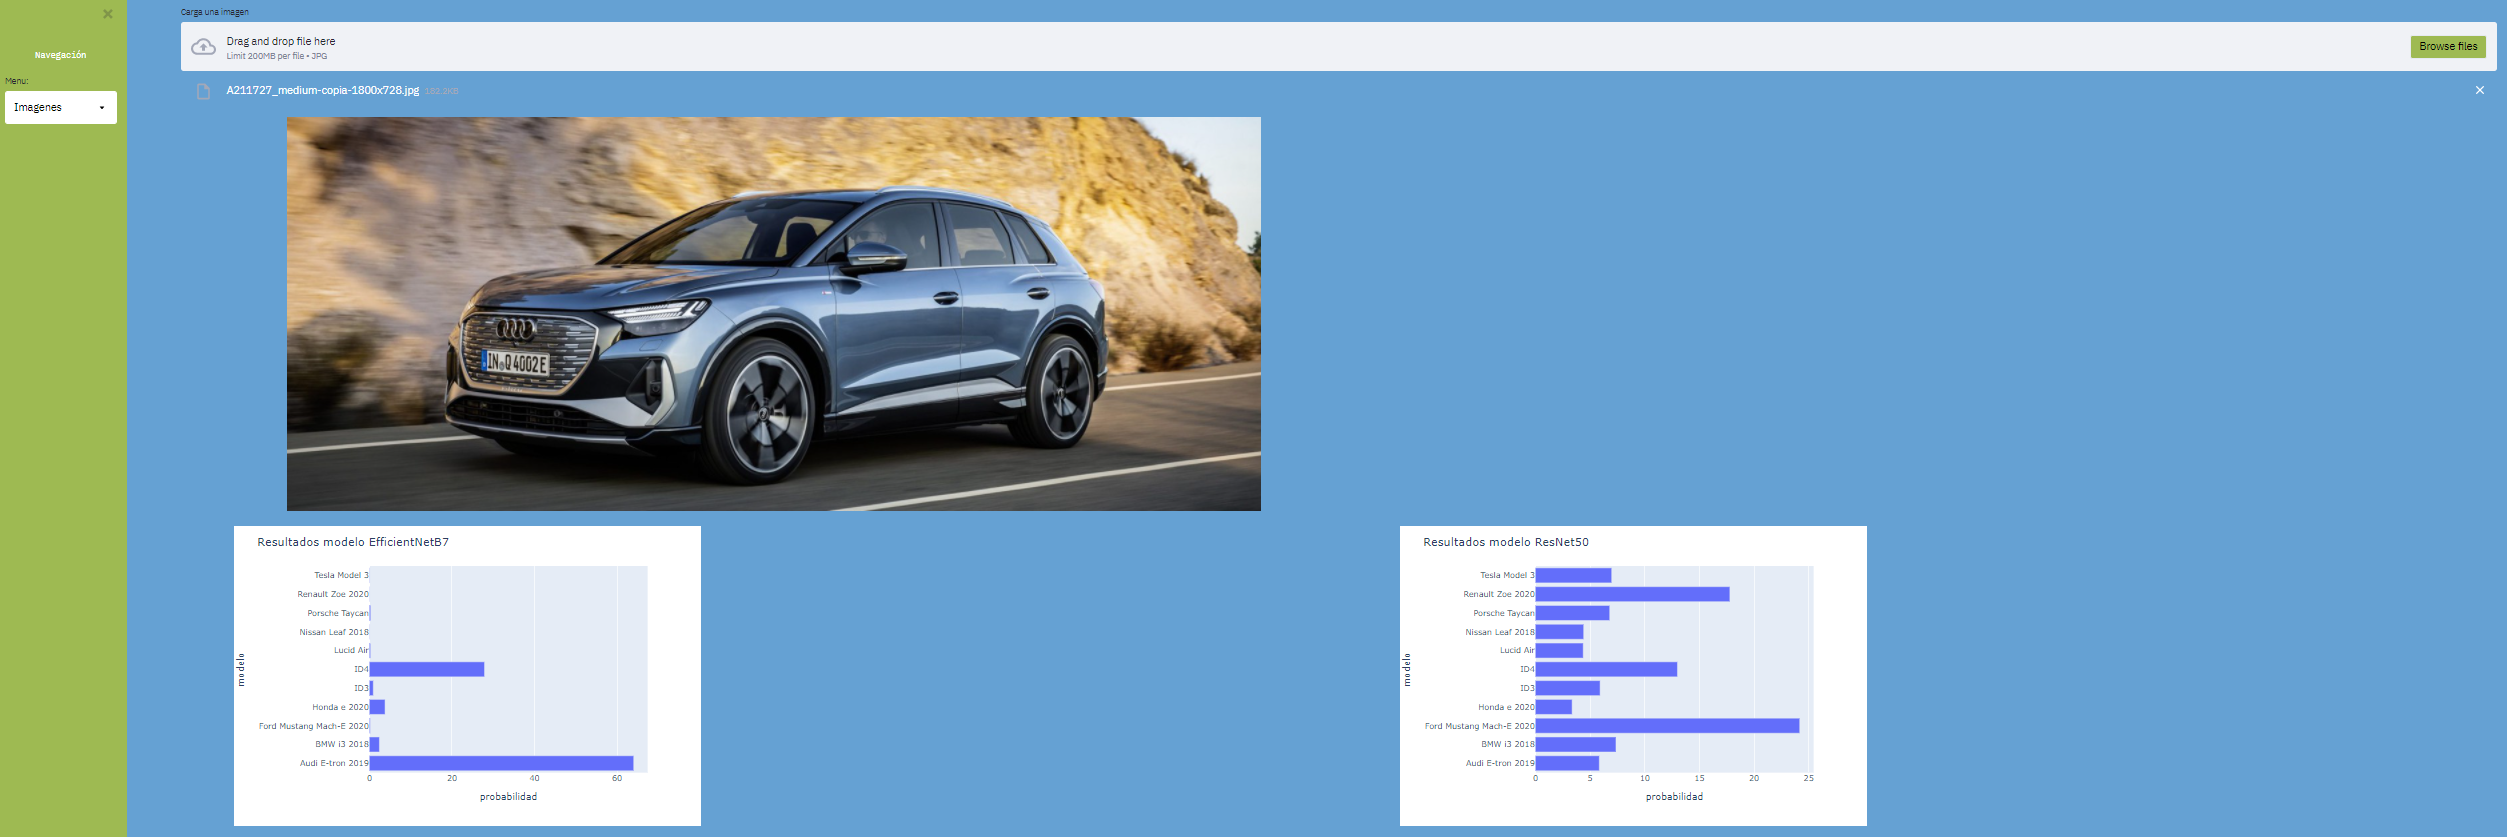 Navegación
Menu:
Imagenes
Carga una imagen
Drag and drop file here
Limit 200MB per file • JPG
Browse files
A211727_medium-copia-1800x728.jpg 182.2KB
IN Q 4002 E
Resultados modelo EfficientNetB7
Tesla Model 3
Renault Zoe 2020
Porsche Taycan
Nissan Leaf 2018
Lucid Air
ID4
ID3
Honda e 2020
Ford Mustang Mach-E 2020
BMW i3 2018
Audi E-tron 2019
modelo
0 20 40 60
probabilidad
Resultados modelo ResNet50
Tesla Model 3
Renault Zoe 2020
Porsche Taycan
Nissan Leaf 2018
Lucid Air
ID4
ID3
Honda e 2020
Ford Mustang Mach-E 2020
BMW i3 2018
Audi E-tron 2019
modelo
0 5 10 15 20 25
probabilidad